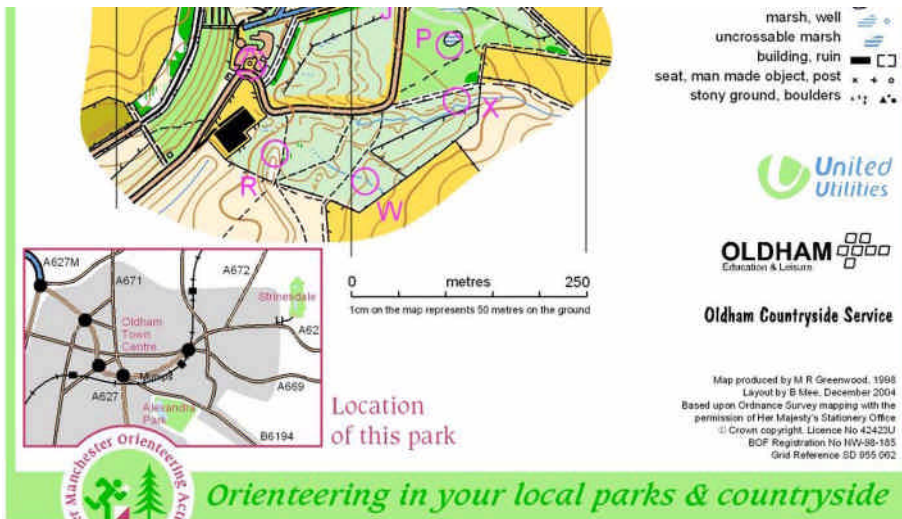 J
P
X
R
W
marsh, well
uncrossable marsh
building, ruin
seat, man made object, post
stony ground, boulders
United
Utilities
OLDHAM
Education & Leisure
Oldham Countryside Service
0 metres 250
1cm on the map represents 50 metres on the ground
A627M
A671
A672
Strinesdale
Oldham
Town
Centre
A62
Mumps
A669
A627
Alexandra
Park
B6194
Location
of this park
Map produced by M R Greenwood, 1998
Layout by B Mee, December 2004
Based upon Ordnance Survey mapping with the
permission of Her Majesty's Stationery Office
© Crown copyright. Licence No 42423U
BOF Registration No NW-98-185
Grid Reference SD 955 062
Manchester Orienteering
Orienteering in your local parks & countryside